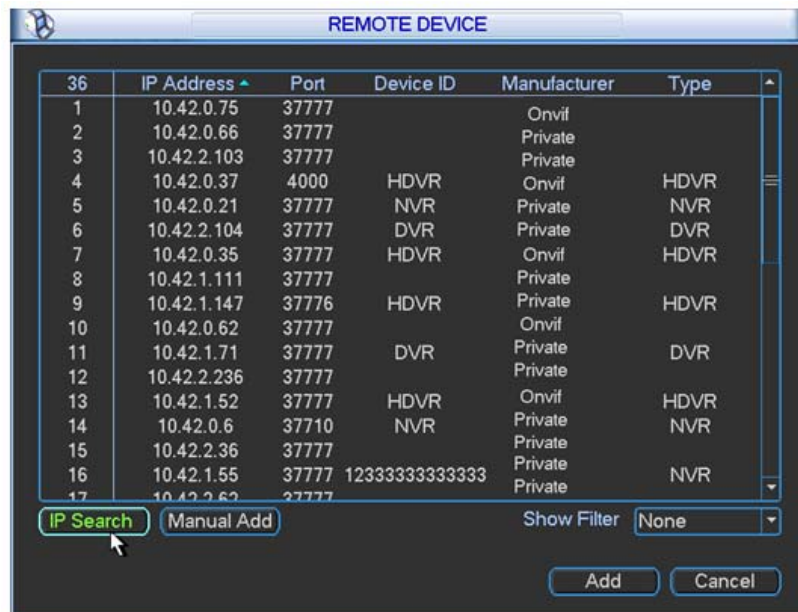 REMOTE DEVICE
36 IP Address Port Device ID Manufacturer Type
1 10.42.0.75 37777 Onvif
2 10.42.0.66 37777 Private
3 10.42.2.103 37777 Private
4 10.42.0.37 4000 HDVR Onvif HDVR
5 10.42.0.21 37777 NVR Private NVR
6 10.42.2.104 37777 DVR Private DVR
7 10.42.0.35 37777 HDVR Onvif HDVR
8 10.42.1.111 37777 Private
9 10.42.1.147 37776 HDVR Private HDVR
10 10.42.0.62 37777 Onvif
11 10.42.1.71 37777 DVR Private DVR
12 10.42.2.236 37777 Private
13 10.42.1.52 37777 HDVR Onvif HDVR
14 10.42.0.6 37710 NVR Private NVR
15 10.42.2.36 37777 Private
16 10.42.1.55 37777 12333333333333 Private NVR
17 10.42.2.62 37777 Private
IP Search Manual Add Show Filter None
Add Cancel